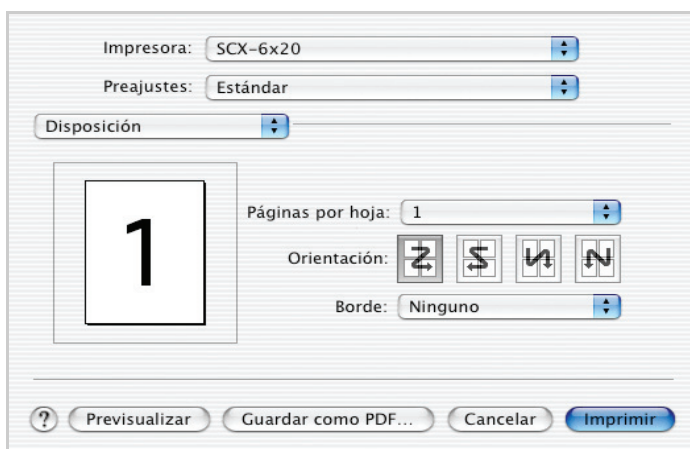 Impresora: SCX-6x20
Preajustes: Estándar
Disposición
1
Páginas por hoja: 1
Orientación:
Borde: Ninguno
? Previsualizar Guardar como PDF... Cancelar Imprimir